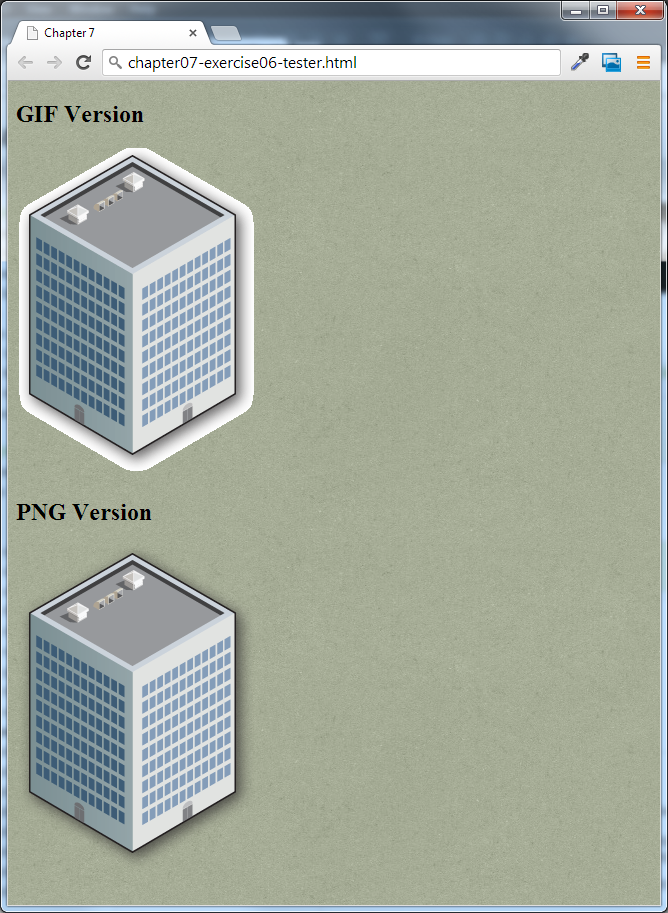 Chapter 7
chapter07-exercise06-tester.html
GIF Version
PNG Version